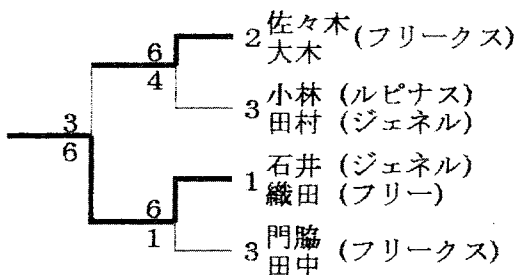 6
4
2 佐々木 (フリークス)
大木
3 小林 (ルピナス)
田村 (ジェネル)
3
6
6
1
1 石井 (ジェネル)
織田 (フリー)
3 門脇 (フリークス)
田中